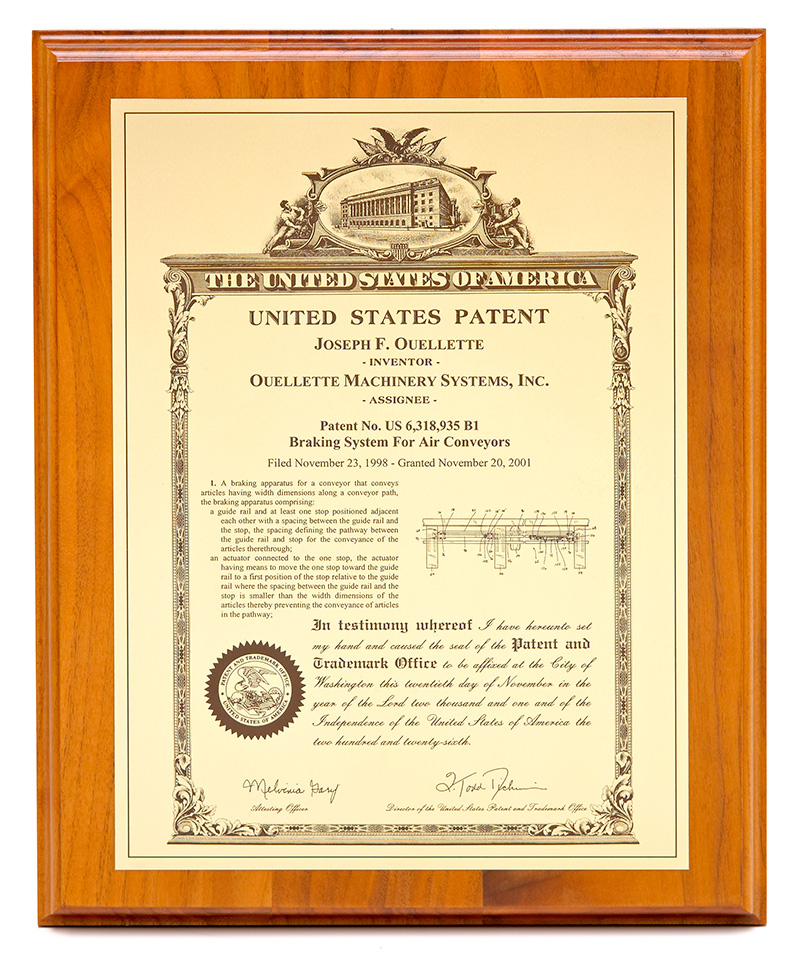 THE UNITED STATES OF AMERICA
UNITED STATES PATENT
JOSEPH F. OUELLETTE
- INVENTOR -
OUELLETTE MACHINERY SYSTEMS, INC.
- ASSIGNEE -
Patent No. US 6,318,935 B1
Braking System For Air Conveyors
Filed November 23, 1998 - Granted November 20, 2001
1. A braking apparatus for a conveyor that conveys
articles having width dimensions along a conveyor path,
the braking apparatus comprising:
a guide rail and at least one stop positioned adjacent
each other with a spacing between the guide rail and
the stop, the spacing defining the pathway between
the guide rail and stop for the conveyance of the
articles therethrough;
an actuator connected to the one stop, the actuator
having means to move the one stop toward the guide
rail to a first position of the stop relative to the guide
rail where the spacing between the guide rail and the
stop is smaller than the width dimensions of the
articles thereby preventing the conveyance of articles
in the pathway;
In testimony whereof I have hereunto set
my hand and caused the seal of the Patent and
Trademark Office to be affixed at the City of
Washington this twentieth day of November in the
year of the Lord two thousand and one and of the
Independence of the United States of America the
two hundred and twenty-sixth.
PATENT AND TRADEMARK OFFICE
UNITED STATES OF AMERICA
Melvinia Gary
Attesting Officer
Director of the United States Patent and Trademark Office